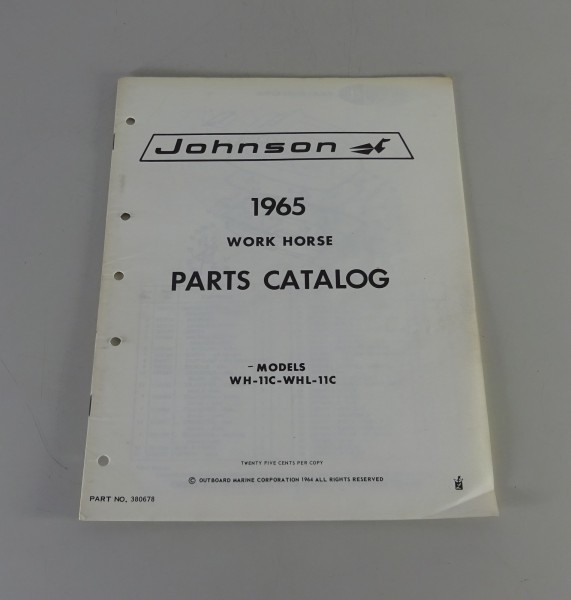 Johnson
1965
WORK HORSE
PARTS CATALOG
-MODELS
WH-11C-WHL-11C
TWENTY FIVE CENTS PER COPY
© OUTBOARD MARINE CORPORATION 1964 ALL RIGHTS RESERVED
PART NO. 380678